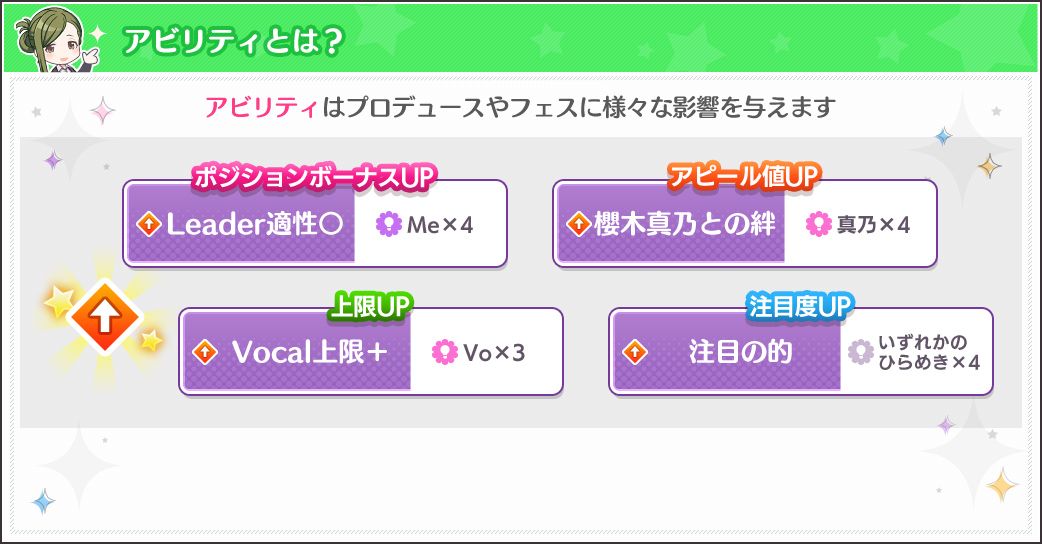 アビリティとは？
アビリティはプロデュースやフェスに様々な影響を与えます
ポジションボーナスUP
Leader適性○
Me×4
アピール値UP
櫻木真乃との絆
真乃×4
上限UP
Vocal上限＋
Vo×3
注目度UP
注目の的
いずれかの
ひらめき×4